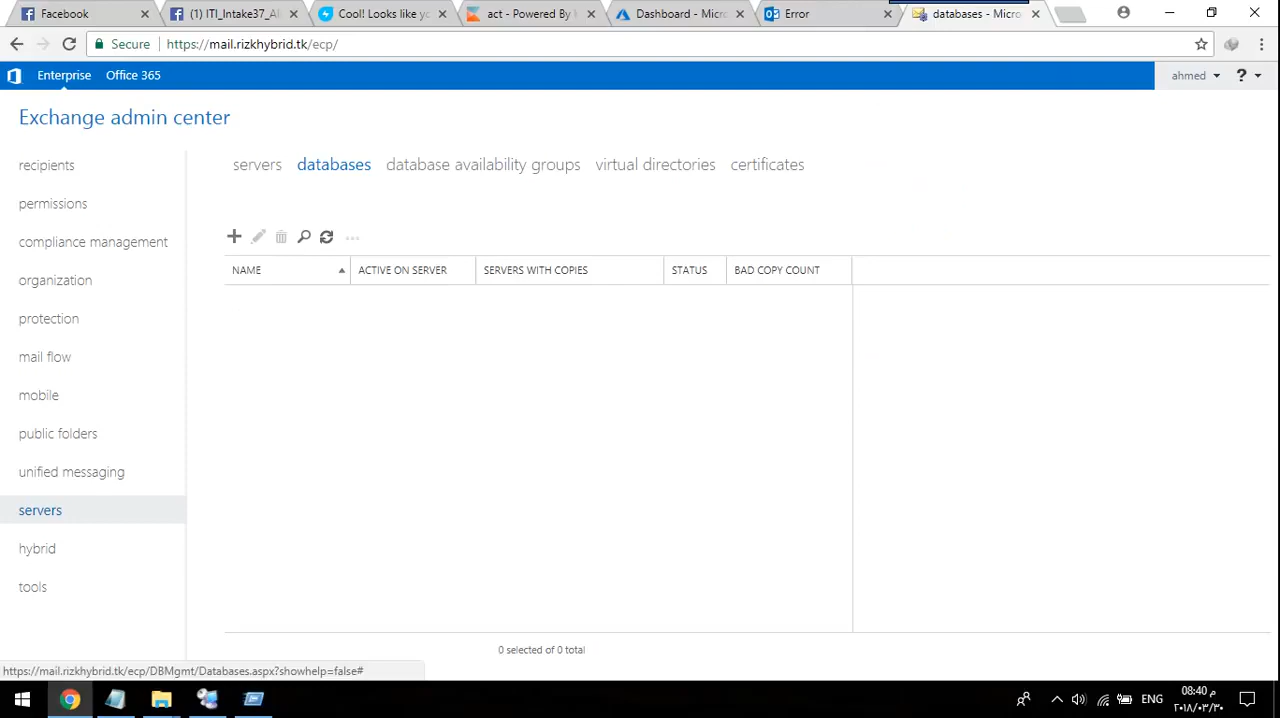 Facebook
(1) ITI_Intake37_Al
Cool! Looks like yo
act - Powered By
Dashboard - Micro
Error
databases - Micro
Secure https://mail.rizkhybrid.tk/ecp/
Enterprise Office 365
ahmed ?
Exchange admin center
servers databases database availability groups virtual directories certificates
recipients
permissions
compliance management
organization
protection
mail flow
mobile
public folders
unified messaging
servers
hybrid
tools
NAME ACTIVE ON SERVER SERVERS WITH COPIES STATUS BAD COPY COUNT
0 selected of 0 total
https://mail.rizkhybrid.tk/ecp/DBMgmt/Databases.aspx?showhelp=false#
ENG
08:40 م
٢٠١٨/٠٣/٣٠